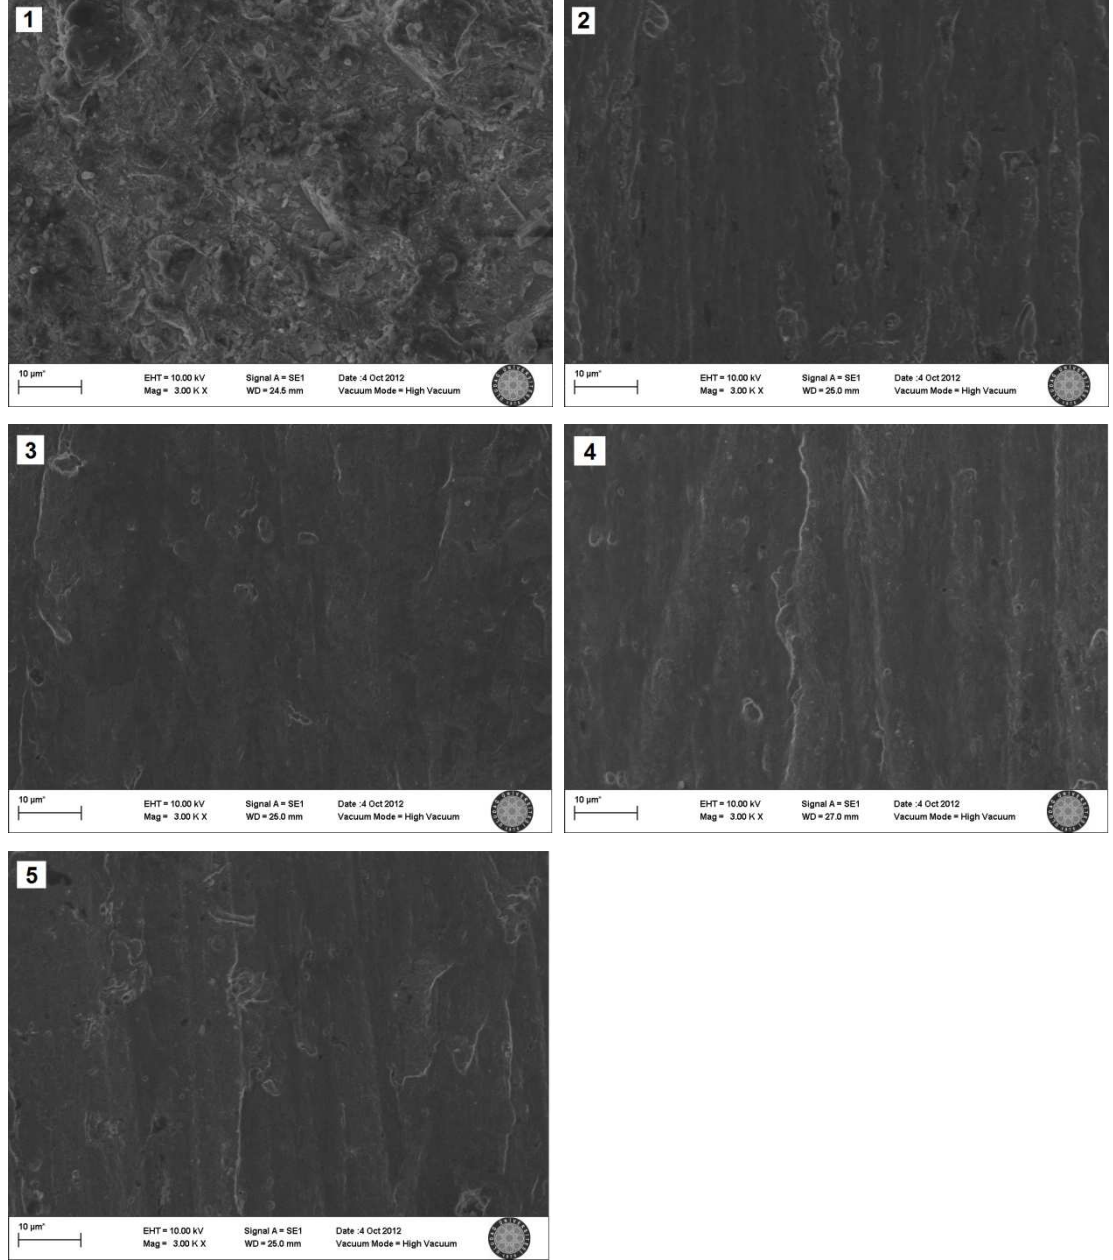 1
10 µm*
EHT = 10.00 kV Signal A = SE1 Date :4 Oct 2012
Mag = 3.00 K X WD = 24.5 mm Vacuum Mode = High Vacuum
2
10 µm*
EHT = 10.00 kV Signal A = SE1 Date :4 Oct 2012
Mag = 3.00 K X WD = 25.0 mm Vacuum Mode = High Vacuum
3
10 µm*
EHT = 10.00 kV Signal A = SE1 Date :4 Oct 2012
Mag = 3.00 K X WD = 25.0 mm Vacuum Mode = High Vacuum
4
10 µm*
EHT = 10.00 kV Signal A = SE1 Date :4 Oct 2012
Mag = 3.00 K X WD = 27.0 mm Vacuum Mode = High Vacuum
5
10 µm*
EHT = 10.00 kV Signal A = SE1 Date :4 Oct 2012
Mag = 3.00 K X WD = 25.0 mm Vacuum Mode = High Vacuum